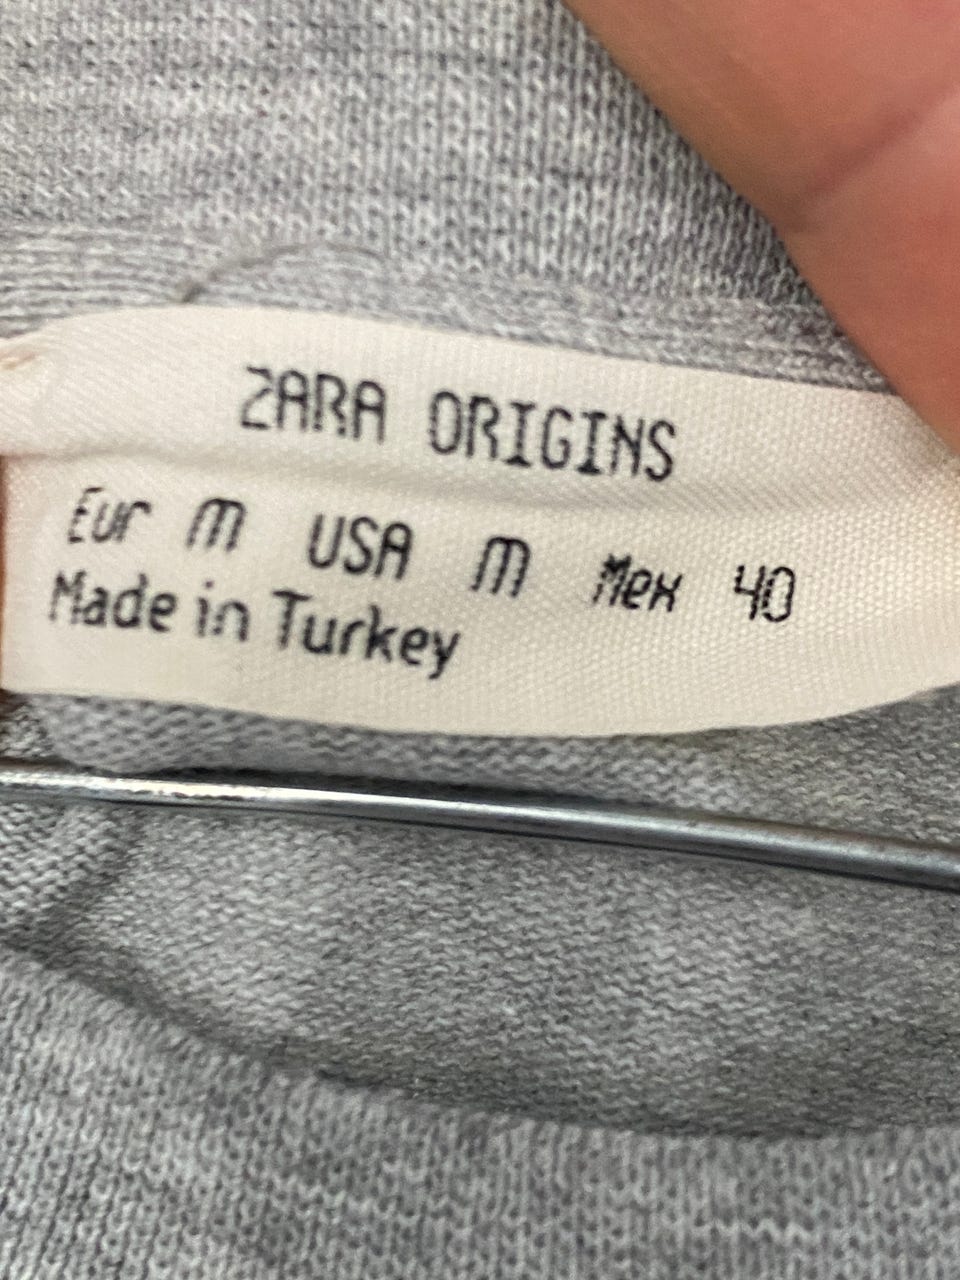 ZARA ORIGINS
Eur M USA M Mex 40
Made in Turkey